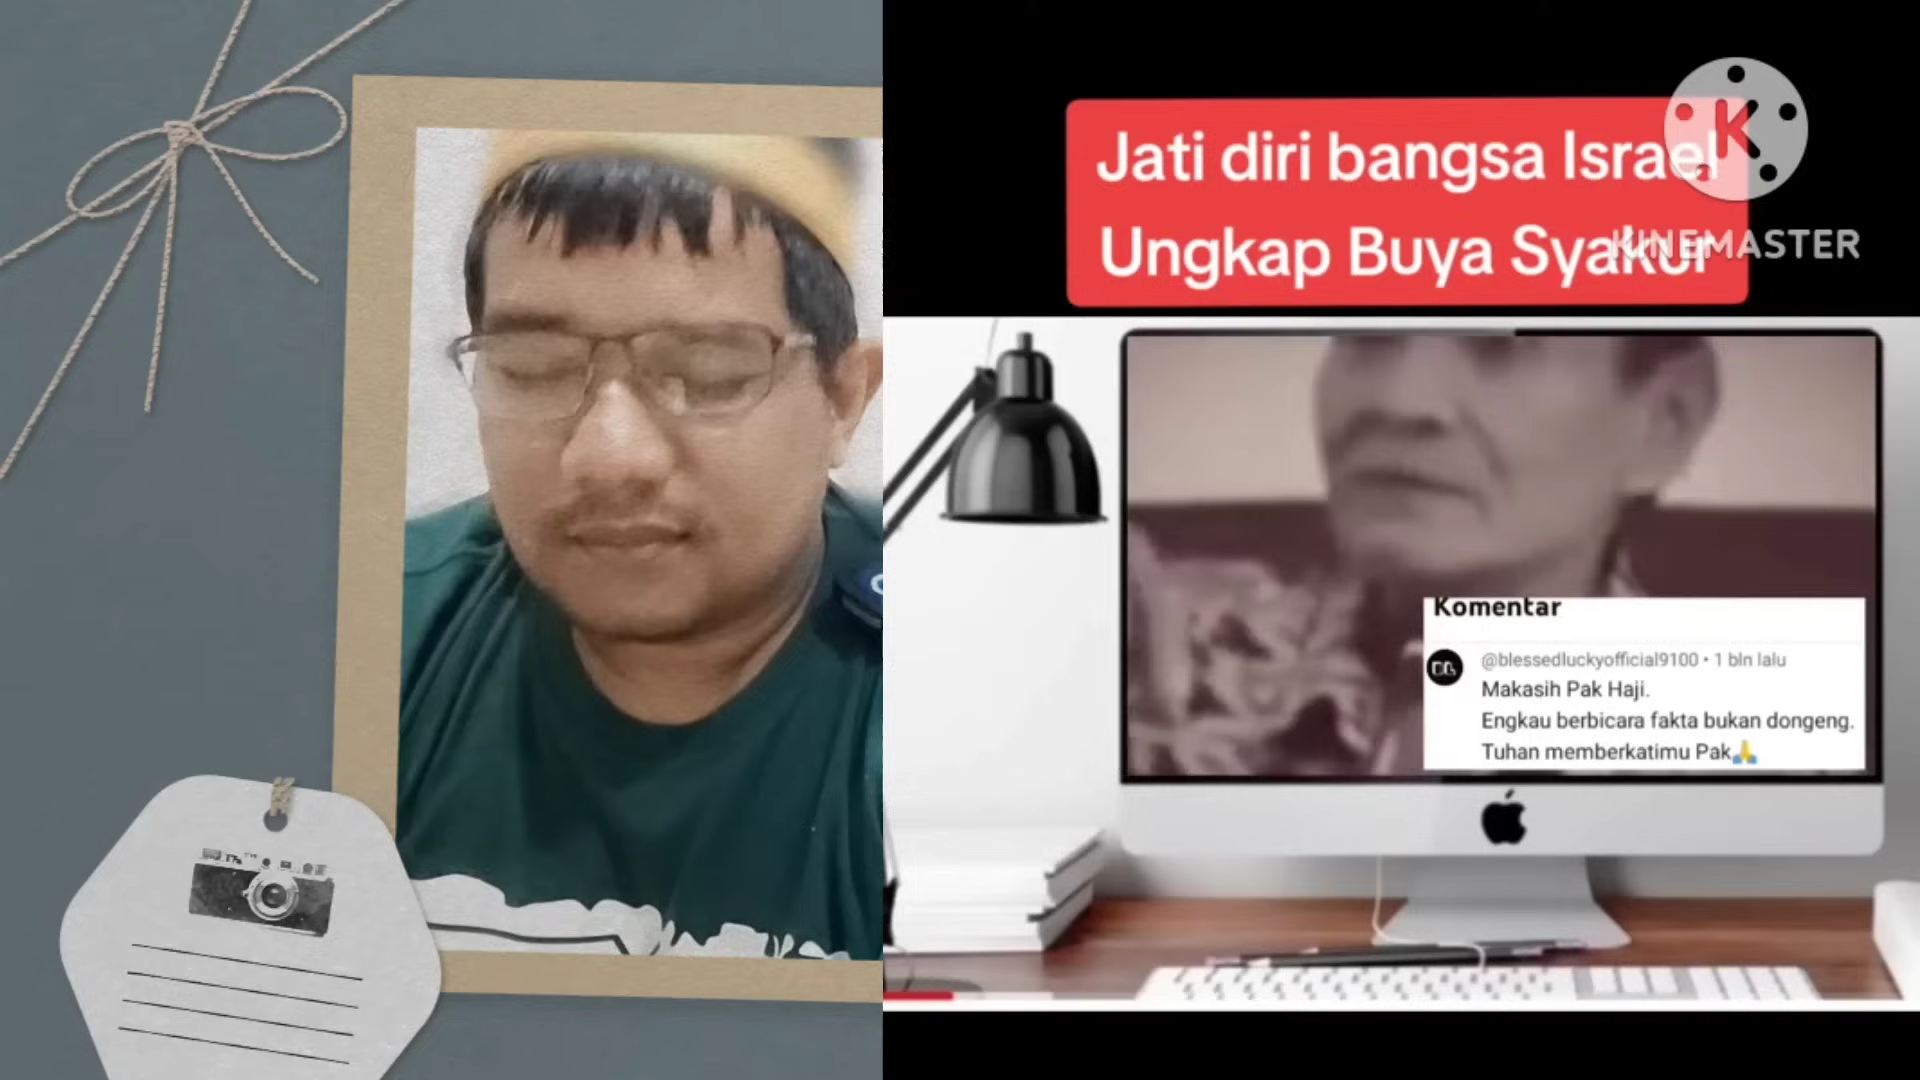 Jati diri bangsa Israel
Ungkap Buya Syakur
K
KINEMASTER
Komentar
@blessedluckyofficial9100 • 1 bln lalu
Makasih Pak Haji.
Engkau berbicara fakta bukan dongeng.
Tuhan memberkatimu Pak🙏